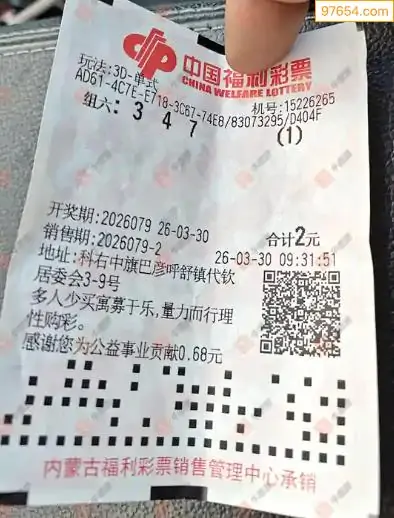 97654.com
中国福利彩票
CHINA WELFARE LOTTERY
玩法:3D-单式
AD61-4C7E-E718-3C67-74E8/83073295/D404F
机号:15226265
组六: 3 4 7 (1)
开奖期:2026079 26-03-30
销售期:2026079-2
合计2元
26-03-30 09:31:51
地址:科右中旗巴彦呼舒镇代钦
居委会3-9号
多人少买寓募于乐,量力而行理
性购彩。
感谢您为公益事业贡献0.68元
内蒙古福利彩票销售管理中心承销